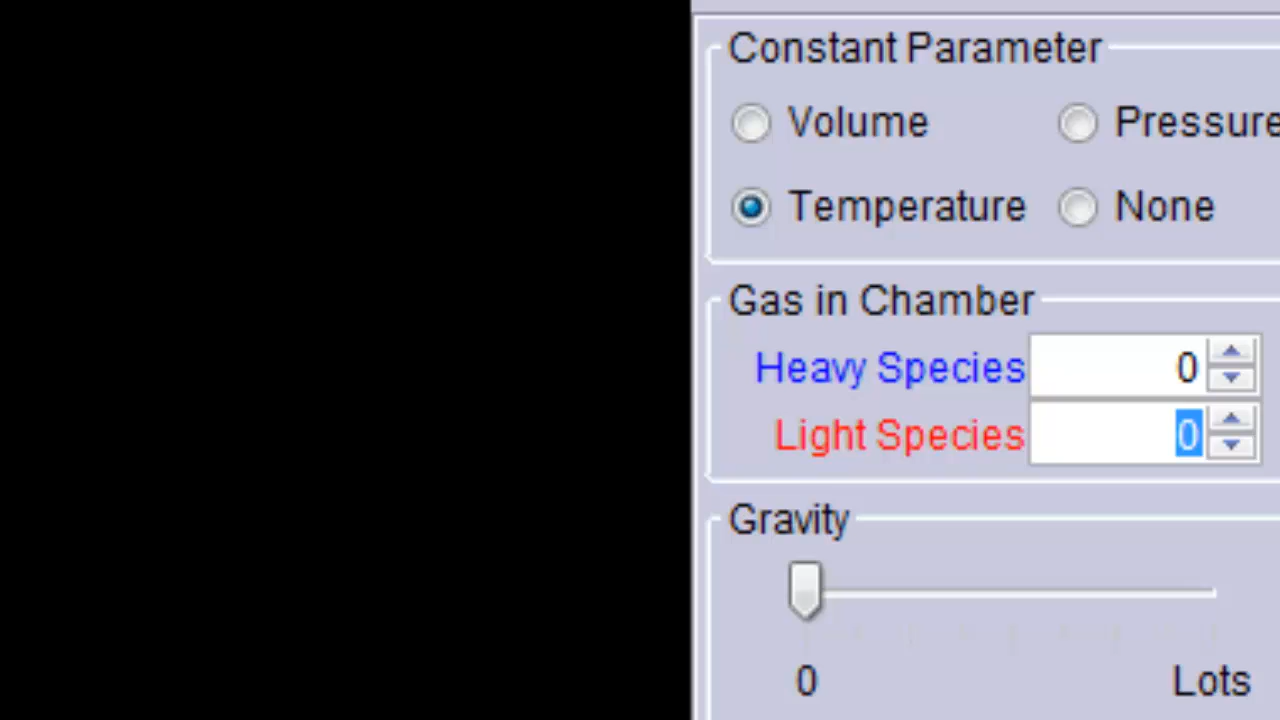 Constant Parameter
Volume Pressure
Temperature None
Gas in Chamber
Heavy Species 0
Light Species 0
Gravity
0 Lots